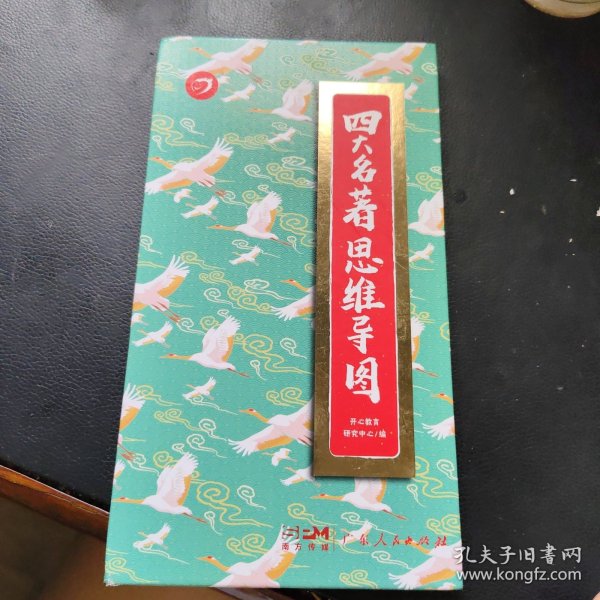 四大名著思维导图
开心教育
研究中心/编
南方传媒
广东人民出版社
孔夫子旧书网
www.kongfz.com